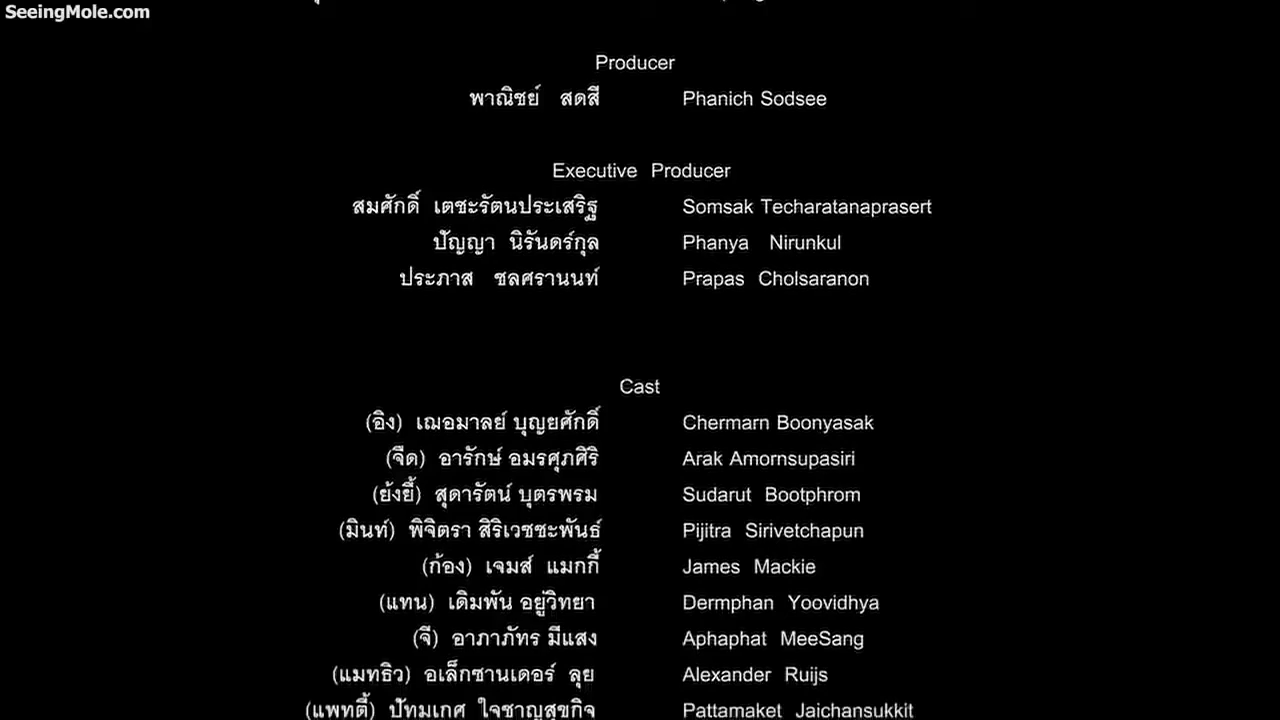 SeeingMole.com
Producer
พาณิชย์ สดสี Phanich Sodsee
Executive Producer
สมศักดิ์ เตชะรัตนประเสริฐ Somsak Techaratanaprasert
ปัญญา นิรันดร์กุล Phanya Nirunkul
ประภาส ชลศรานนท์ Prapas Cholsaranon
Cast
(อิง) เฌอมาลย์ บุญยศักดิ์ Chermarn Boonyasak
(จืด) อารักษ์ อมรศุภศิริ Arak Amornsupasiri
(ย้งยี้) สุดารัตน์ บุตรพรม Sudarut Bootphrom
(มินท์) พิจิตรา สิริเวชชะพันธ์ Pijitra Sirivetchapun
(ก้อง) เจมส์ แมกกี้ James Mackie
(แทน) เดิมพัน อยู่วิทยา Dermphan Yoovidhya
(จี) อาภาภัทร มีแสง Aphaphat MeeSang
(แมทธิว) อเล็กซานเดอร์ ลุย Alexander Ruijs
(แพทตี้) ปัทมเกศ ใจชาญสุขกิจ Pattamaket Jaichansukkit